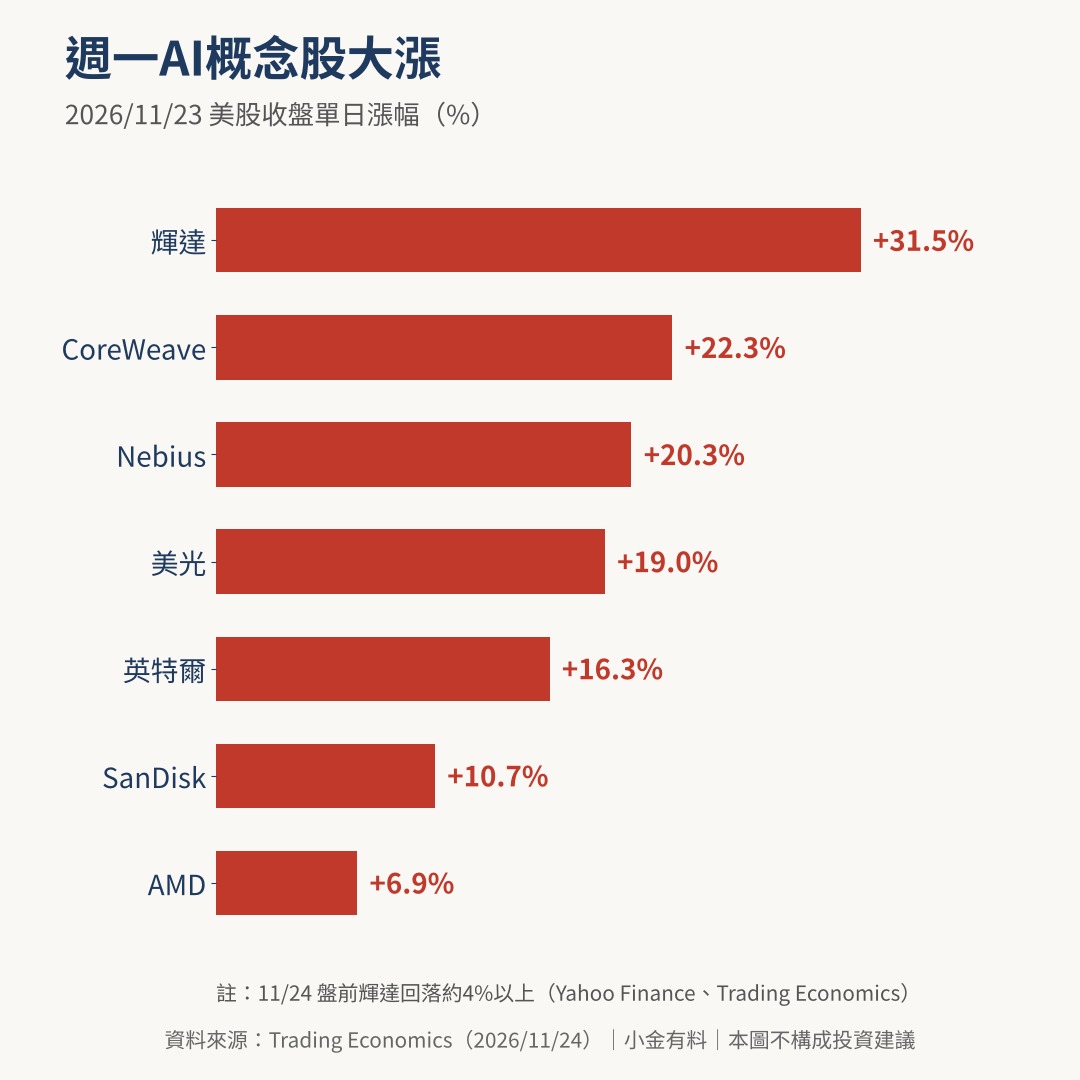 週一AI概念股大漲
2026/11/23 美股收盤單日漲幅（%）
輝達 +31.5%
CoreWeave +22.3%
Nebius +20.3%
美光 +19.0%
英特爾 +16.3%
SanDisk +10.7%
AMD +6.9%
註：11/24 盤前輝達回落約4%以上（Yahoo Finance、Trading Economics）
資料來源：Trading Economics（2026/11/24）｜小金有料｜本圖不構成投資建議